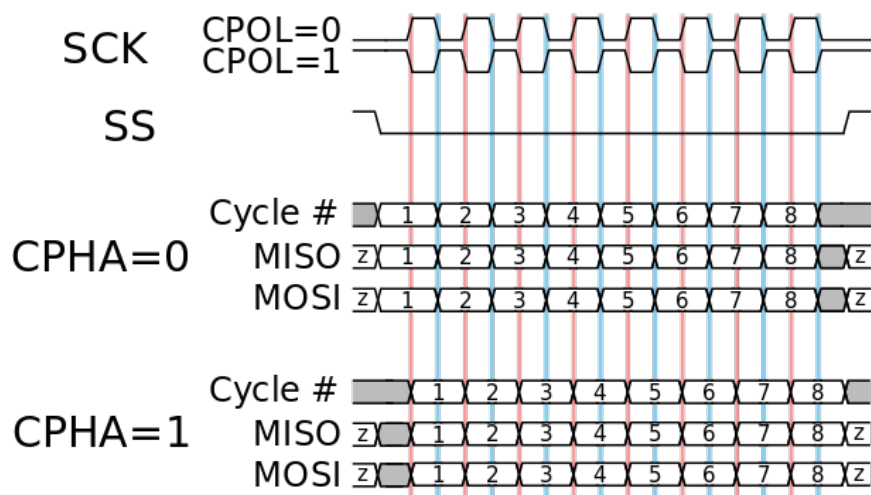 SCK CPOL=0
CPOL=1
SS
Cycle # 1 2 3 4 5 6 7 8
CPHA=0 MISO z 1 2 3 4 5 6 7 8 z
MOSI z 1 2 3 4 5 6 7 8 z
Cycle # 1 2 3 4 5 6 7 8
CPHA=1 MISO z 1 2 3 4 5 6 7 8 z
MOSI z 1 2 3 4 5 6 7 8 z